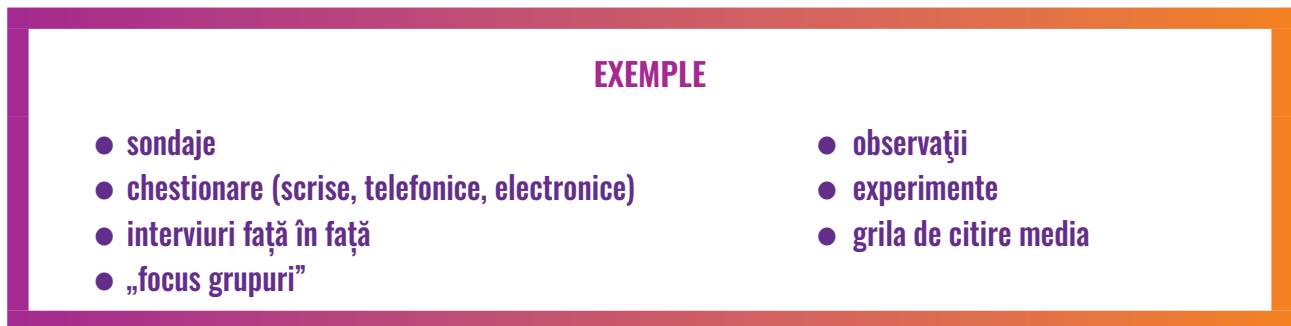 EXEMPLE
● sondaje
● chestionare (scrise, telefonice, electronice)
● interviuri față în față
● „focus grupuri”
● observaţii
● experimente
● grila de citire media